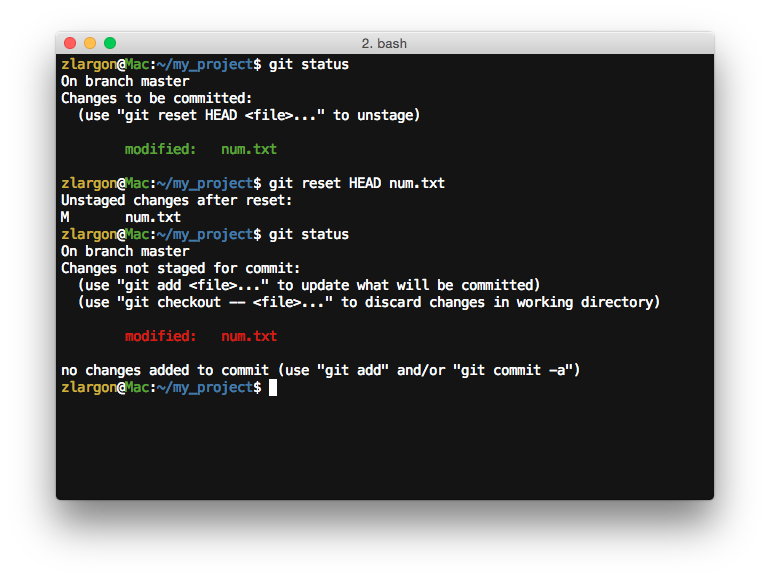 2. bash
zlargon@Mac:~/my_project$ git status
On branch master
Changes to be committed:
  (use "git reset HEAD <file>..." to unstage)
        modified:   num.txt
zlargon@Mac:~/my_project$ git reset HEAD num.txt
Unstaged changes after reset:
M       num.txt
zlargon@Mac:~/my_project$ git status
On branch master
Changes not staged for commit:
  (use "git add <file>..." to update what will be committed)
  (use "git checkout -- <file>..." to discard changes in working directory)
        modified:   num.txt
no changes added to commit (use "git add" and/or "git commit -a")
zlargon@Mac:~/my_project$